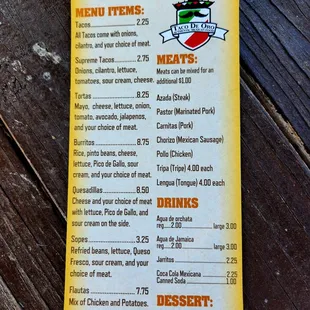 MENU ITEMS:
Tacos............................2.25
All Tacos come with onions,
cilantro, and your choice of meat.
Supreme Tacos............2.75
Onions, cilantro, lettuce,
tomatoes, sour cream, cheese.
Tortas............................8.25
Mayo, cheese, lettuce, onion,
tomato, avocado, jalapenos,
and your choice of meat.
Burritos.........................8.75
Rice, pinto beans, cheese,
lettuce, Pico de Gallo, sour
cream, and your choice of
meat.
Quesadillas..................8.50
Cheese and your choice of meat
with lettuce, Pico de Gallo, and
sour cream on the side.
Sopes............................3.25
Refried beans, lettuce, Queso
Fresco, sour cream, and your
choice of meat.
Flautas..........................7.75
Mix of Chicken and Potatoes.
TACO DE ORO
MEATS:
Meats can be mixed for an
additional $1.00
Azada (Steak)
Pastor (Marinated Pork)
Carnitas (Pork)
Chorizo (Mexican Sausage)
Pollo (Chicken)
Tripa (Tripe) 4.00 each
Lengua (Tongue) 4.00 each
DRINKS
Agua de orchata
reg......2.00 .................. large 3.00
Agua de Jamaica
reg......2.00 .................. large 3.00
Jarritos............................2.25
Coca Cola Mexicana............2.25
Canned Soda.....................1.00
DESSERT: